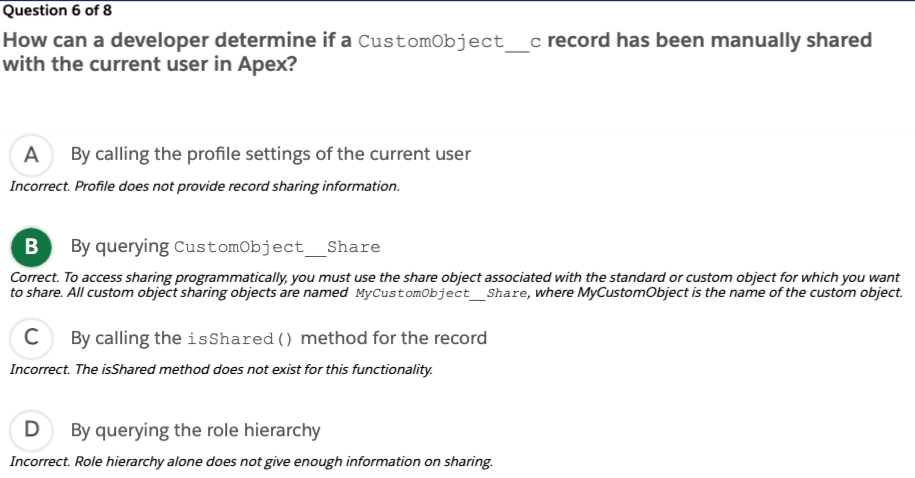 Question 6 of 8
How can a developer determine if a CustomObject__c record has been manually shared
with the current user in Apex?
A By calling the profile settings of the current user
Incorrect. Profile does not provide record sharing information.
B By querying CustomObject__Share
Correct. To access sharing programmatically, you must use the share object associated with the standard or custom object for which you want
to share. All custom object sharing objects are named MyCustomObject__Share, where MyCustomObject is the name of the custom object.
C By calling the isShared() method for the record
Incorrect. The isShared method does not exist for this functionality.
D By querying the role hierarchy
Incorrect. Role hierarchy alone does not give enough information on sharing.